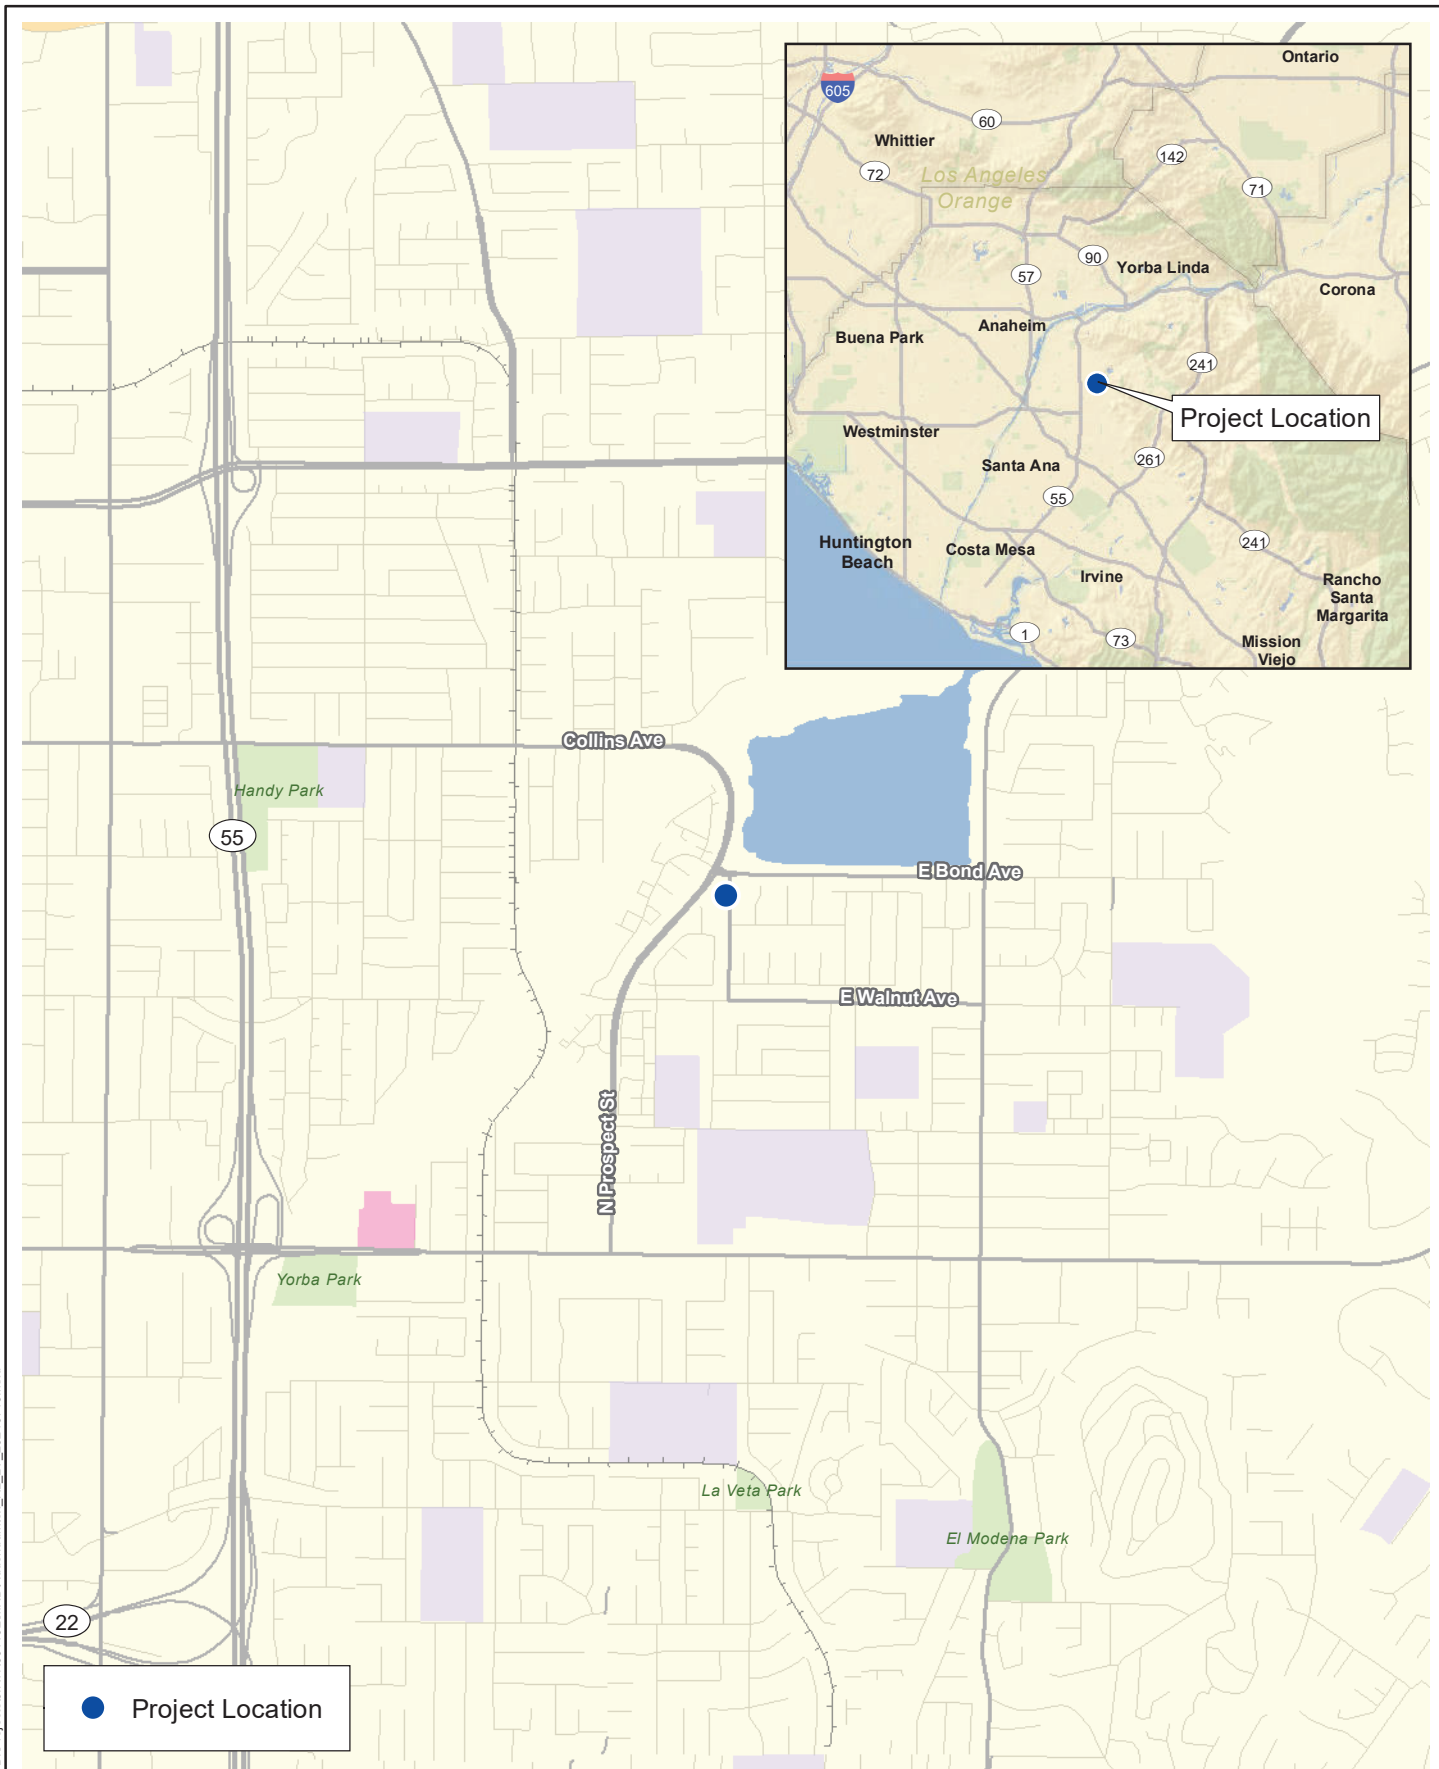 Ontario
605
60
Whittier
142
72
Los Angeles
71
Orange
90
Yorba Linda
57
Corona
Anaheim
Buena Park
241
Project Location
Westminster
261
Santa Ana
55
241
Huntington
Beach
Costa Mesa
Irvine
Rancho
Santa
Margarita
1
73
Mission
Viejo
Collins Ave
Handy Park
55
E Bond Ave
E Walnut Ave
N Prospect St
Yorba Park
La Veta Park
El Modena Park
22
Project Location